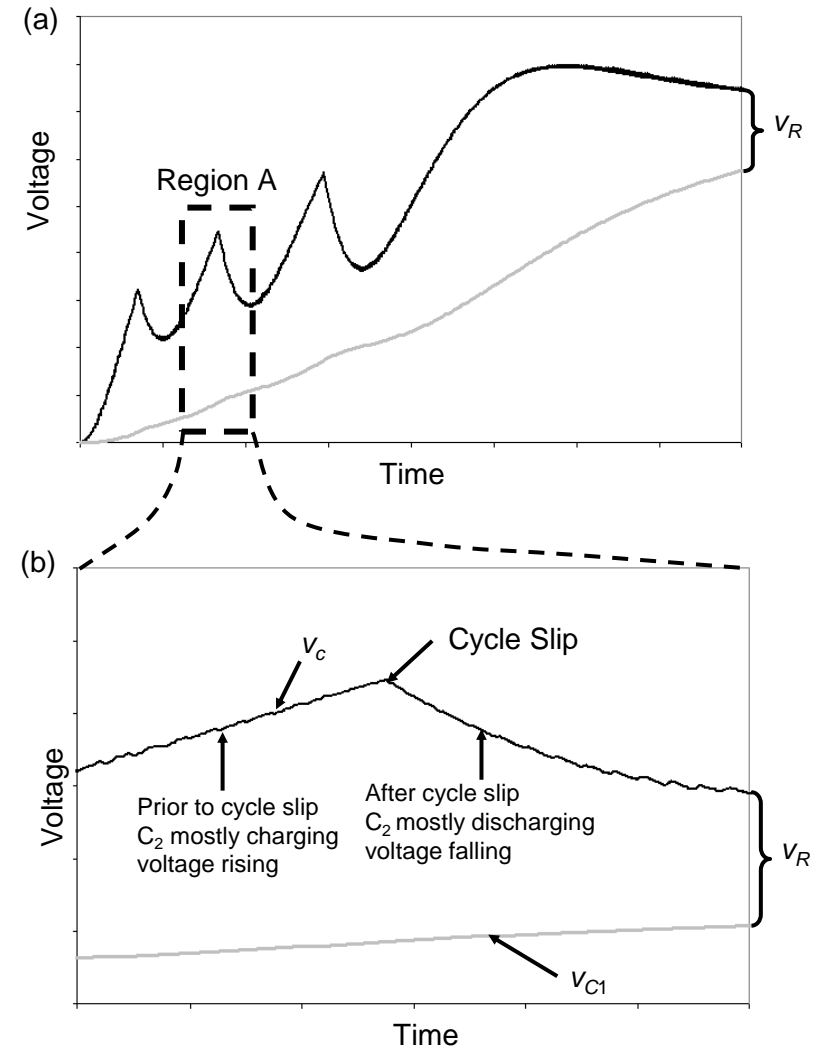 (a)
Voltage
Region A
v_R
Time
(b)
Voltage
v_c
Cycle Slip
Prior to cycle slip
C₂ mostly charging
voltage rising
After cycle slip
C₂ mostly discharging
voltage falling
v_R
v_C1
Time